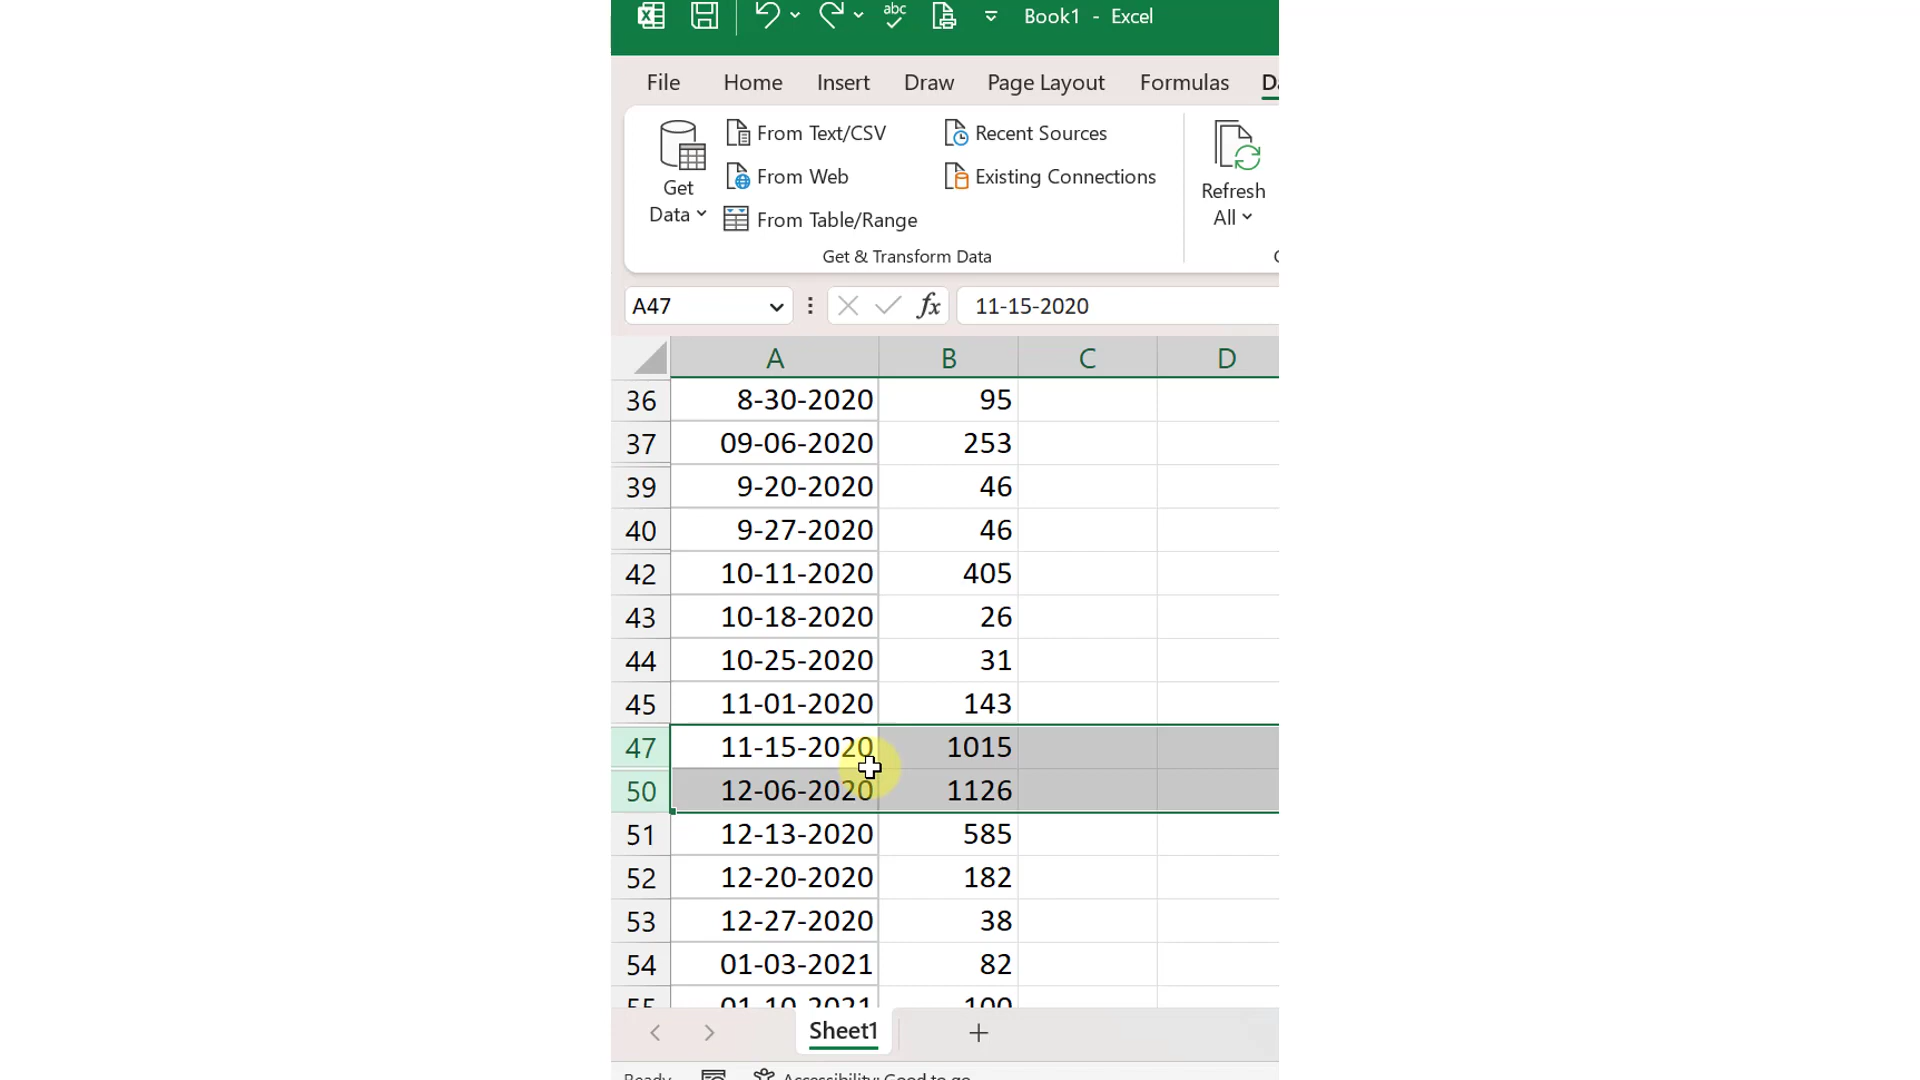 abc
Book1 - Excel
File Home Insert Draw Page Layout Formulas
Get Data
From Text/CSV
From Web
From Table/Range
Recent Sources
Existing Connections
Refresh All
Get & Transform Data
A47 fx 11-15-2020
A B C D
36 8-30-2020 95
37 09-06-2020 253
39 9-20-2020 46
40 9-27-2020 46
42 10-11-2020 405
43 10-18-2020 26
44 10-25-2020 31
45 11-01-2020 143
47 11-15-2020 1015
50 12-06-2020 1126
51 12-13-2020 585
52 12-20-2020 182
53 12-27-2020 38
54 01-03-2021 82
55 01-10-2021 100
Sheet1
Ready Accessibility: Good to go